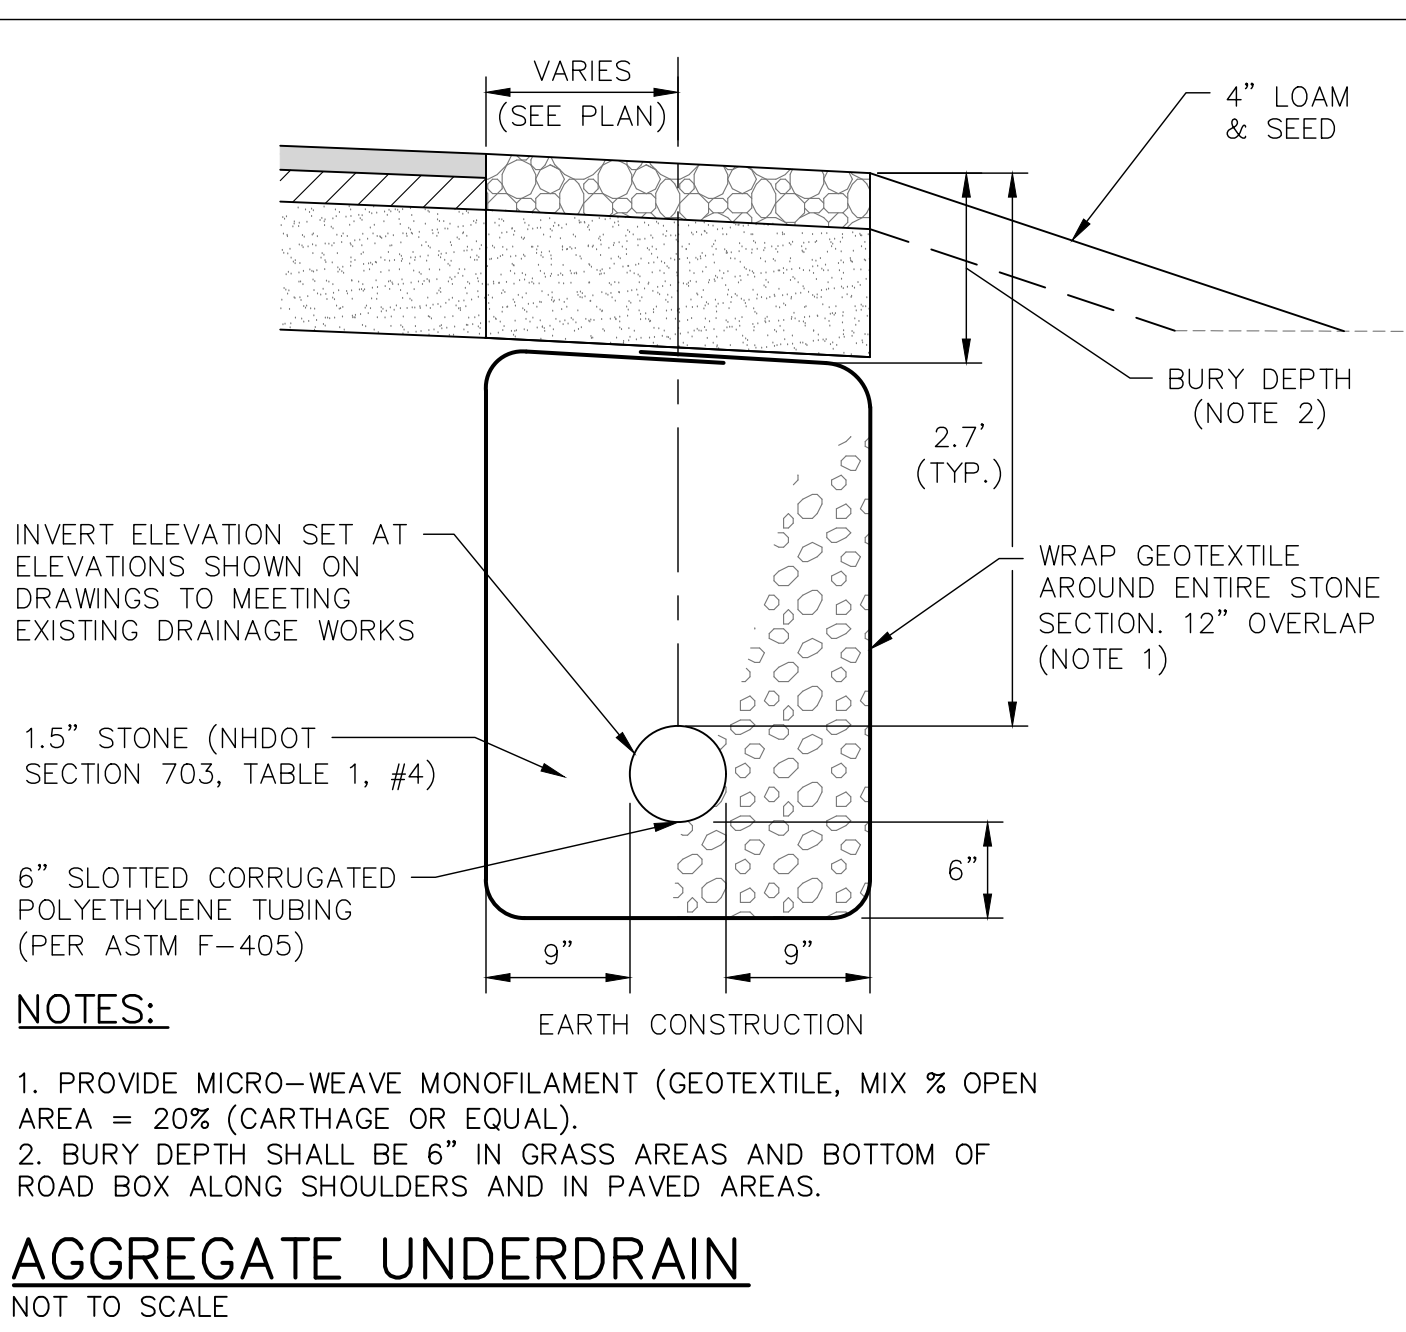 VARIES
(SEE PLAN)
4” LOAM
& SEED
BURY DEPTH
(NOTE 2)
2.7’
(TYP.)
INVERT ELEVATION SET AT
ELEVATIONS SHOWN ON
DRAWINGS TO MEETING
EXISTING DRAINAGE WORKS
WRAP GEOTEXTILE
AROUND ENTIRE STONE
SECTION. 12” OVERLAP
(NOTE 1)
1.5” STONE (NHDOT
SECTION 703, TABLE 1, #4)
6” SLOTTED CORRUGATED
POLYETHYLENE TUBING
(PER ASTM F–405)
6”
9”
9”
EARTH CONSTRUCTION
NOTES:
1. PROVIDE MICRO–WEAVE MONOFILAMENT (GEOTEXTILE, MIX % OPEN
AREA = 20% (CARTHAGE OR EQUAL).
2. BURY DEPTH SHALL BE 6” IN GRASS AREAS AND BOTTOM OF
ROAD BOX ALONG SHOULDERS AND IN PAVED AREAS.
AGGREGATE UNDERDRAIN
NOT TO SCALE